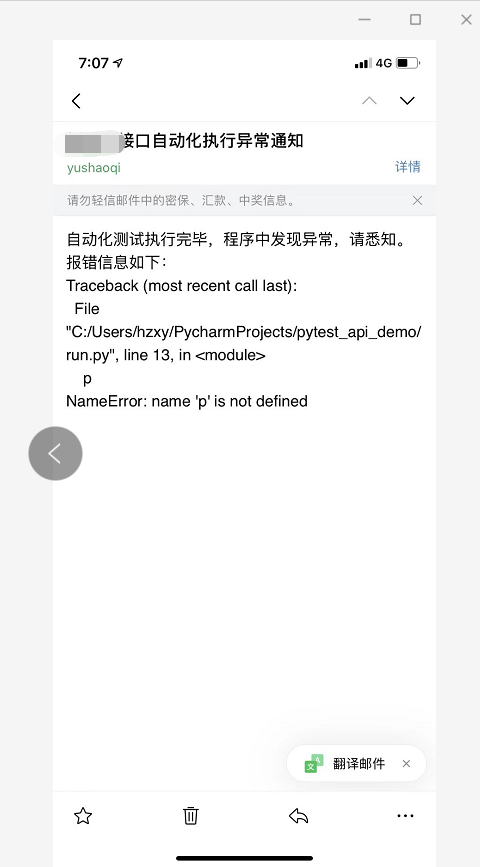 7:07
4G
接口自动化执行异常通知
yushaoqi
详情
请勿轻信邮件中的密保、汇款、中奖信息。
自动化测试执行完毕，程序中发现异常，请悉知。
报错信息如下：
Traceback (most recent call last):
File
"C:/Users/hzxy/PycharmProjects/pytest_api_demo/
run.py", line 13, in <module>
p
NameError: name 'p' is not defined
翻译邮件